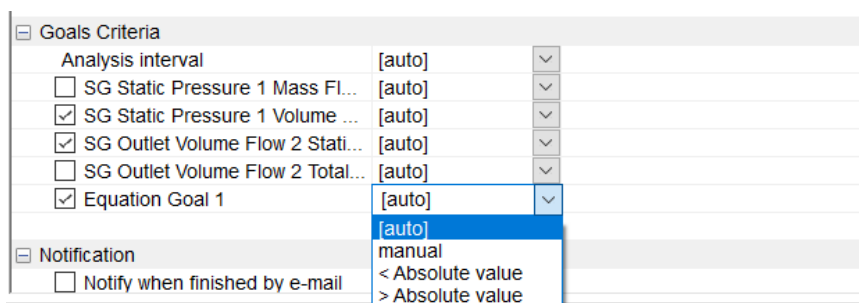 Goals Criteria
Analysis interval [auto]
SG Static Pressure 1 Mass Fl... [auto]
SG Static Pressure 1 Volume ... [auto]
SG Outlet Volume Flow 2 Stati... [auto]
SG Outlet Volume Flow 2 Total... [auto]
Equation Goal 1 [auto]
[auto]
Notification manual
< Absolute value
Notify when finished by e-mail
> Absolute value